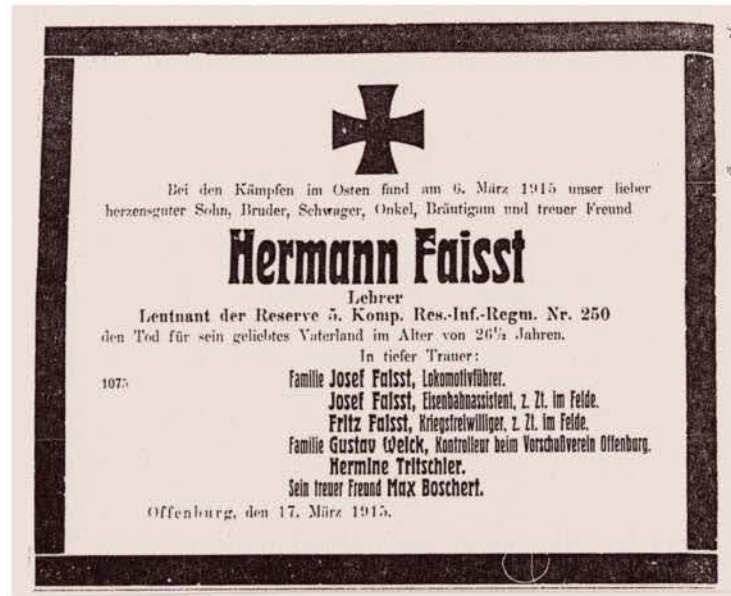 Bei den Kämpfen im Osten fand am 6. März 1915 unser lieber
herzensguter Sohn, Bruder, Schwager, Onkel, Bräutigam und treuer Freund
Hermann Faisst
Lehrer
Leutnant der Reserve 5. Komp. Res.-Inf.-Regm. Nr. 250
den Tod für sein geliebtes Vaterland im Alter von 26½ Jahren.
In tiefer Trauer:
1075
Familie Josef Faisst, Lokomotivführer.
Josef Faisst, Eisenbahnassistent, z. Zt. im Felde.
Fritz Faisst, Kriegsfreiwilliger, z. Zt. im Felde.
Familie Gustav Welck, Kontrolleur beim Vorschußverein Offenburg.
Hermine Tritschler.
Sein treuer Freund Max Boschert.
Offenburg, den 17. März 1915.